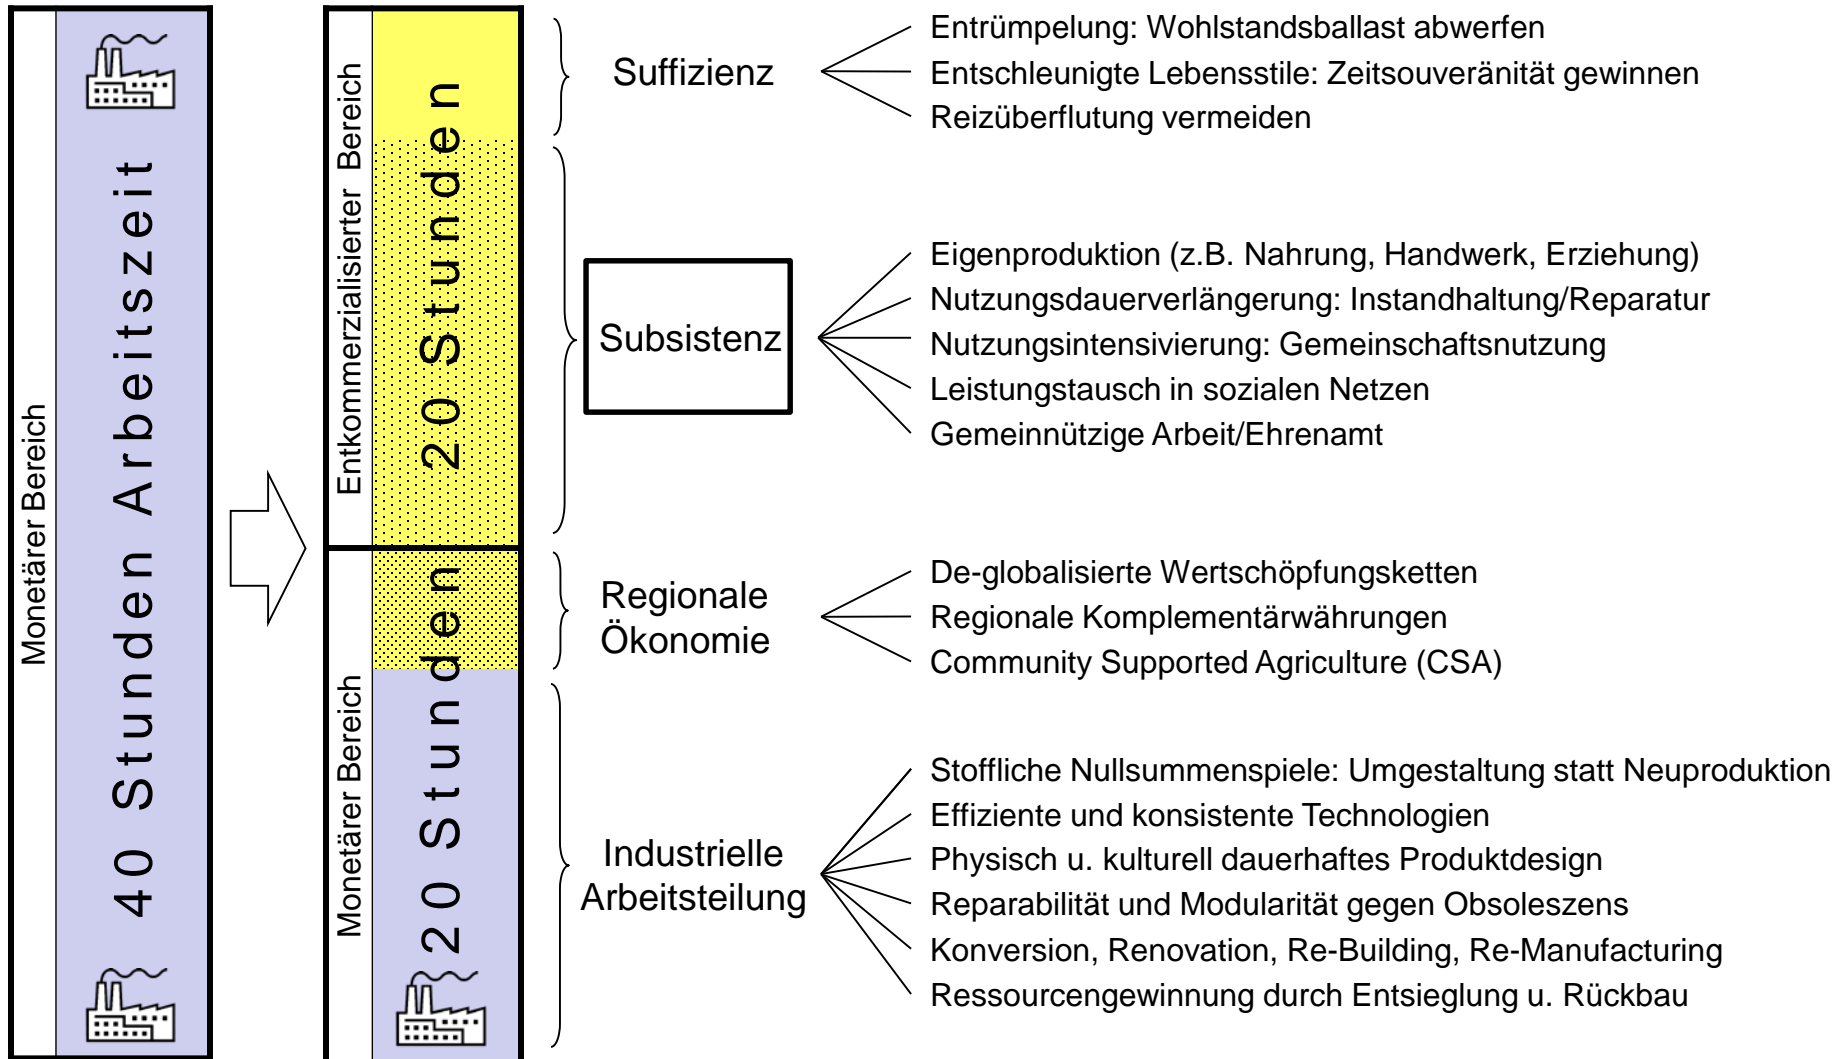 Monetärer Bereich
40 Stunden Arbeitszeit
Entkommerzialisierter Bereich
20 Stunden
Monetärer Bereich
20 Stunden
Suffizienz
Entrümpelung: Wohlstandsballast abwerfen
Entschleunigte Lebensstile: Zeitsouveränität gewinnen
Reizüberflutung vermeiden
Subsistenz
Eigenproduktion (z.B. Nahrung, Handwerk, Erziehung)
Nutzungsdauerverlängerung: Instandhaltung/Reparatur
Nutzungsintensivierung: Gemeinschaftsnutzung
Leistungstausch in sozialen Netzen
Gemeinnützige Arbeit/Ehrenamt
Regionale
Ökonomie
De-globalisierte Wertschöpfungsketten
Regionale Komplementärwährungen
Community Supported Agriculture (CSA)
Industrielle
Arbeitsteilung
Stoffliche Nullsummenspiele: Umgestaltung statt Neuproduktion
Effiziente und konsistente Technologien
Physisch u. kulturell dauerhaftes Produktdesign
Reparabilität und Modularität gegen Obsoleszens
Konversion, Renovation, Re-Building, Re-Manufacturing
Ressourcengewinnung durch Entsieglung u. Rückbau